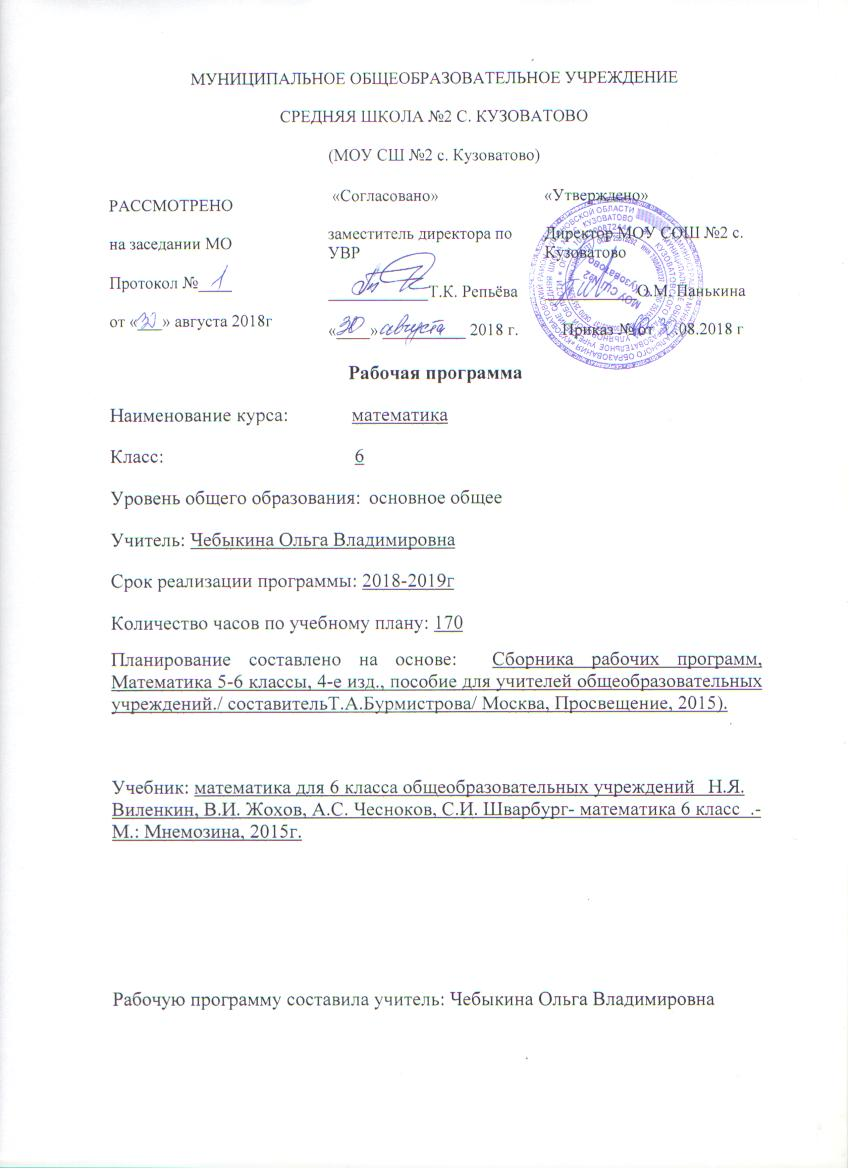 МУНИЦИПАЛЬНОЕ ОБЩЕОБРАЗОВАТЕЛЬНОЕ УЧРЕЖДЕНИЕ
СРЕДНЯЯ ШКОЛА №2 С. КУЗОВАТОВО
(МОУ СШ №2 с. Кузоватово)
РАССМОТРЕНО
на заседании МО
Протокол № 1
от «30» августа 2018г
«Согласовано»
заместитель директора по
УВР
Т.К. Репьёва
«30» августа 2018 г.
«Утверждено»
Директор МОУ СОШ №2 с.
Кузоватово
О.М. Панькина
Приказ № от .08.2018 г
Рабочая программа
Наименование курса: математика
Класс: 6
Уровень общего образования: основное общее
Учитель: Чебыкина Ольга Владимировна
Срок реализации программы: 2018-2019г
Количество часов по учебному плану: 170
Планирование составлено на основе: Сборника рабочих программ,
Математика 5-6 классы, 4-е изд., пособие для учителей общеобразовательных
учреждений./ составительТ.А.Бурмистрова/ Москва, Просвещение, 2015).
Учебник: математика для 6 класса общеобразовательных учреждений Н.Я.
Виленкин, В.И. Жохов, А.С. Чесноков, С.И. Шварбург- математика 6 класс .-
М.: Мнемозина, 2015г.
Рабочую программу составила учитель: Чебыкина Ольга Владимировна